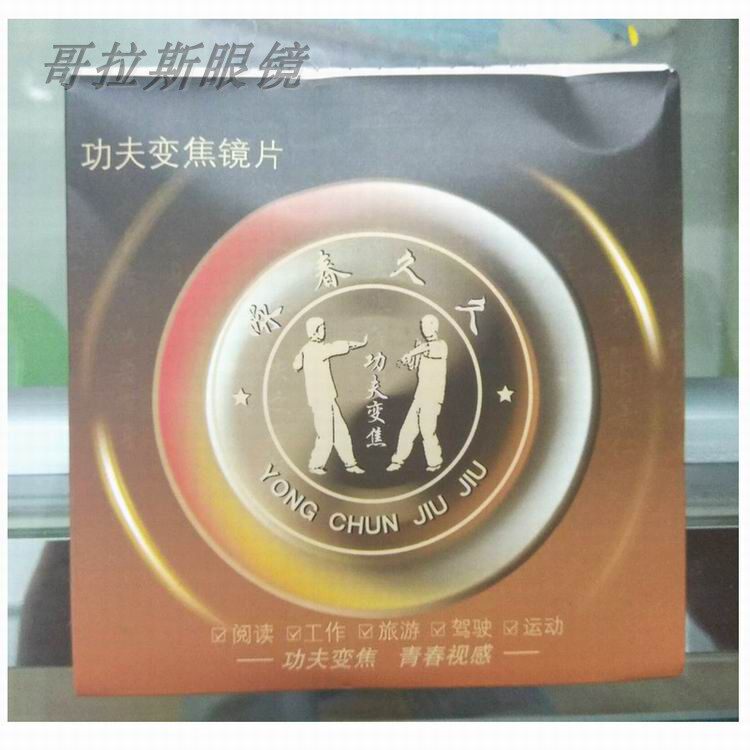 哥拉斯眼镜
功夫变焦镜片
咏春久久
功夫变焦
YONG CHUN JIU JIU
☑阅读 ☑工作 ☑旅游 ☑驾驶 ☑运动
— 功夫变焦 青春视感 —